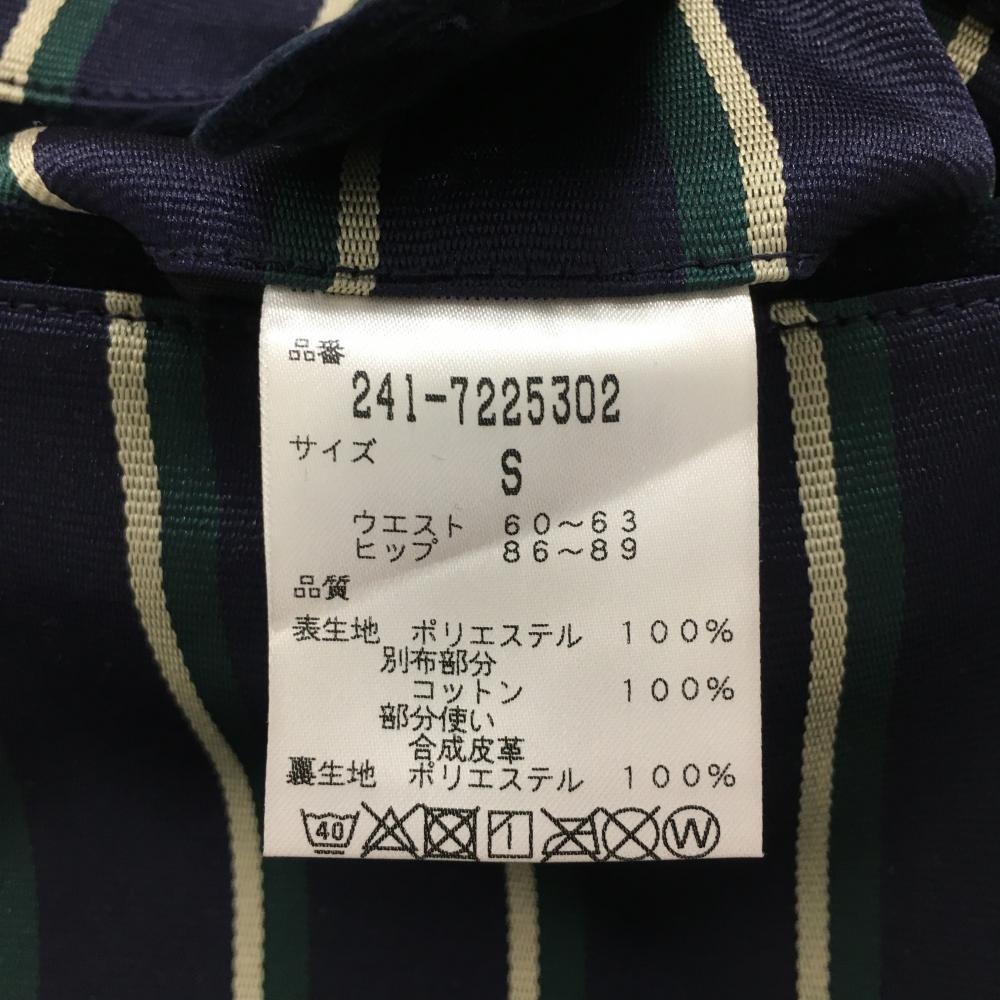 品番
241-7225302
サイズ
S
ウエスト 60～63
ヒップ 86～89
品質
表生地 ポリエステル 100%
別布部分
コットン 100%
部分使い
合成皮革
裏生地 ポリエステル 100%
40 W